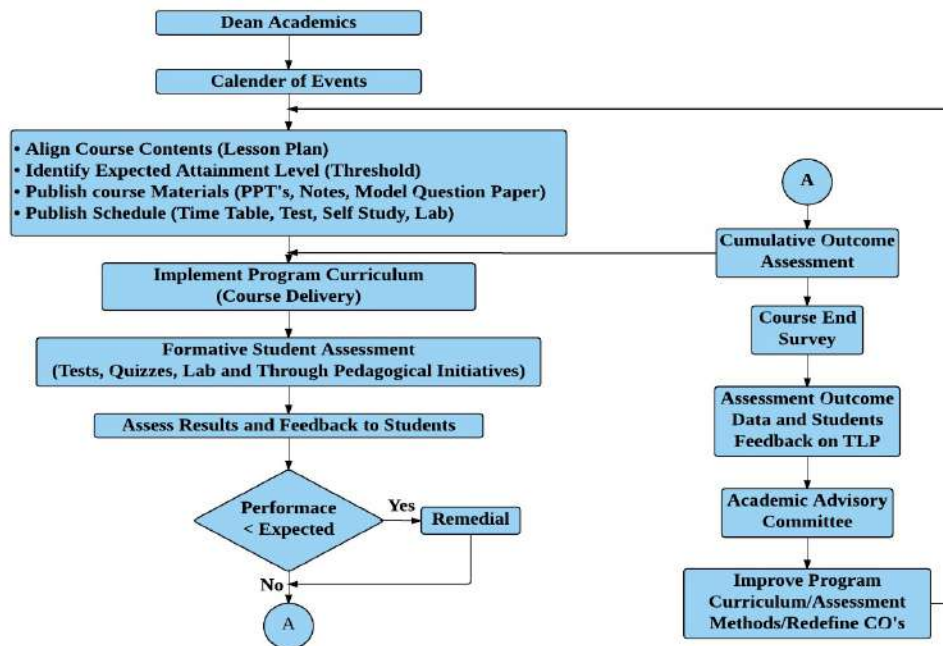 Dean Academics
Calender of Events
• Align Course Contents (Lesson Plan)
• Identify Expected Attainment Level (Threshold)
• Publish course Materials (PPT's, Notes, Model Question Paper)
• Publish Schedule (Time Table, Test, Self Study, Lab)
Implement Program Curriculum
(Course Delivery)
Formative Student Assessment
(Tests, Quizzes, Lab and Through Pedagogical Initiatives)
Assess Results and Feedback to Students
Performace
< Expected
Yes
Remedial
No
A
A
Cumulative Outcome
Assessment
Course End
Survey
Assessment Outcome
Data and Students
Feedback on TLP
Academic Advisory
Committee
Improve Program
Curriculum/Assessment
Methods/Redefine CO's